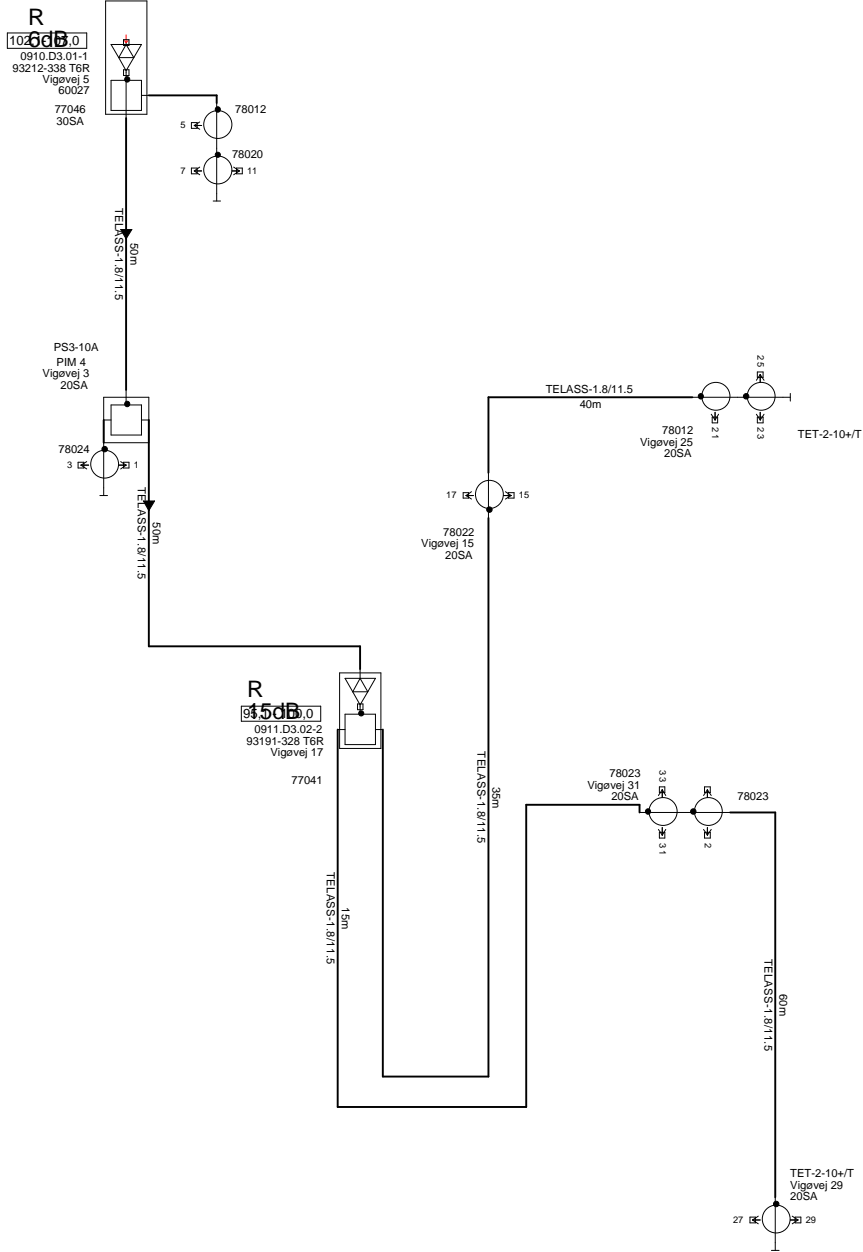 R
6dB
0910.D3.01-1
93212-338 T6R
Vigøvej 5
60027
77046
30SA
78012
5
78020
7
11
TELASS-1.8/11.5
50m
PS3-10A
PIM 4
Vigøvej 3
20SA
78024
3
1
TELASS-1.8/11.5
50m
TELASS-1.8/11.5
40m
25
78012
Vigøvej 25
20SA
21
23
TET-2-10+/T
17
15
78022
Vigøvej 15
20SA
R
15dB
0911.D3.02-2
93191-328 T6R
Vigøvej 17
77041
TELASS-1.8/11.5
35m
78023
Vigøvej 31
20SA
33
31
2
78023
TELASS-1.8/11.5
15m
TELASS-1.8/11.5
60m
TET-2-10+/T
Vigøvej 29
20SA
27
29